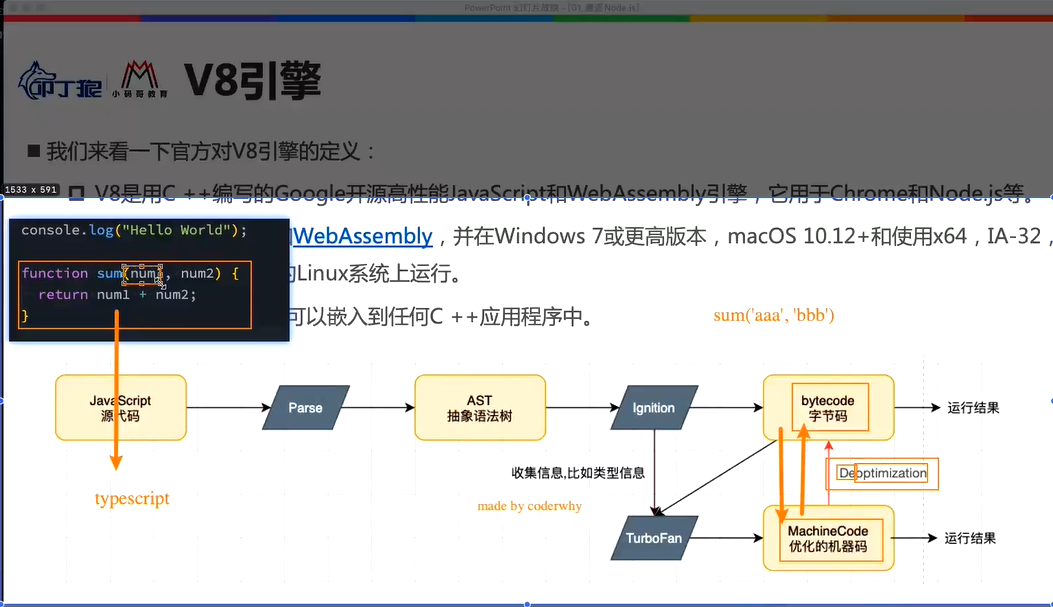 PowerPoint 幻灯片放映 - [01_邂逅Node.js]
叩丁狼
小码哥教育
V8引擎
我们来看一下官方对V8引擎的定义：
1533 x 591
V8是用C ++编写的Google开源高性能JavaScript和WebAssembly引擎，它用于Chrome和Node.js等。
console.log("Hello World");
WebAssembly，并在Windows 7或更高版本，macOS 10.12+和使用x64，IA-32，
function sum(num1, num2) {
return num1 + num2;
}
的Linux系统上运行。
可以嵌入到任何C ++应用程序中。
sum('aaa', 'bbb')
JavaScript
源代码
Parse
AST
抽象语法树
Ignition
bytecode
字节码
运行结果
收集信息,比如类型信息
Deoptimization
typescript
made by coderwhy
TurboFan
MachineCode
优化的机器码
运行结果